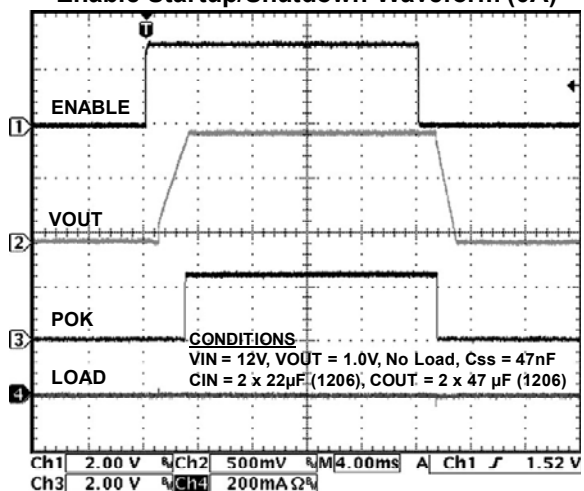 Enable Startup/Shutdown Waveform (0A)
T
ENABLE
1
VOUT
2
POK
3
CONDITIONS
VIN = 12V, VOUT = 1.0V, No Load, Css = 47nF
CIN = 2 x 22µF (1206), COUT = 2 x 47 µF (1206)
LOAD
4
Ch1 2.00 V Ch2 500mV M 4.00ms A Ch1 1.52 V
Ch3 2.00 V Ch4 200mA Ω